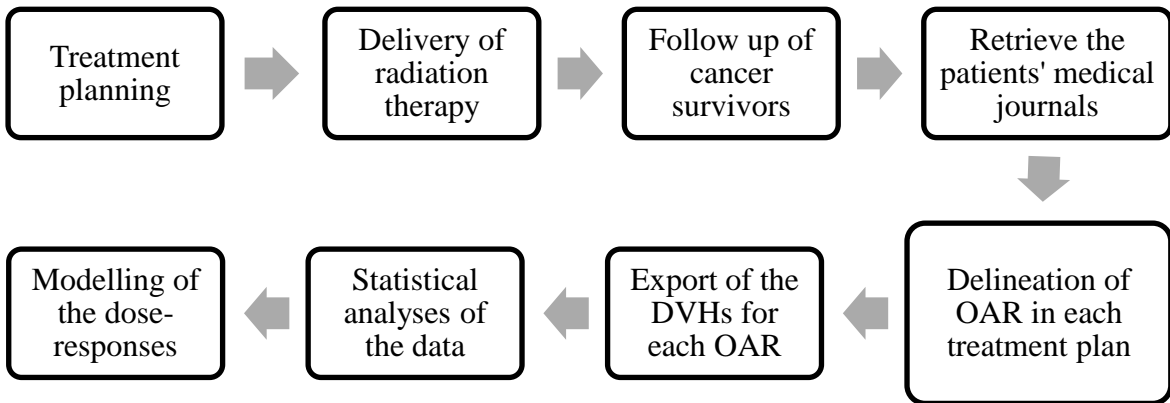 Treatment
planning
Delivery of
radiation
therapy
Follow up of
cancer
survivors
Retrieve the
patients' medical
journals
Delineation of
OAR in each
treatment plan
Export of the
DVHs for
each OAR
Statistical
analyses of
the data
Modelling of
the dose-
responses